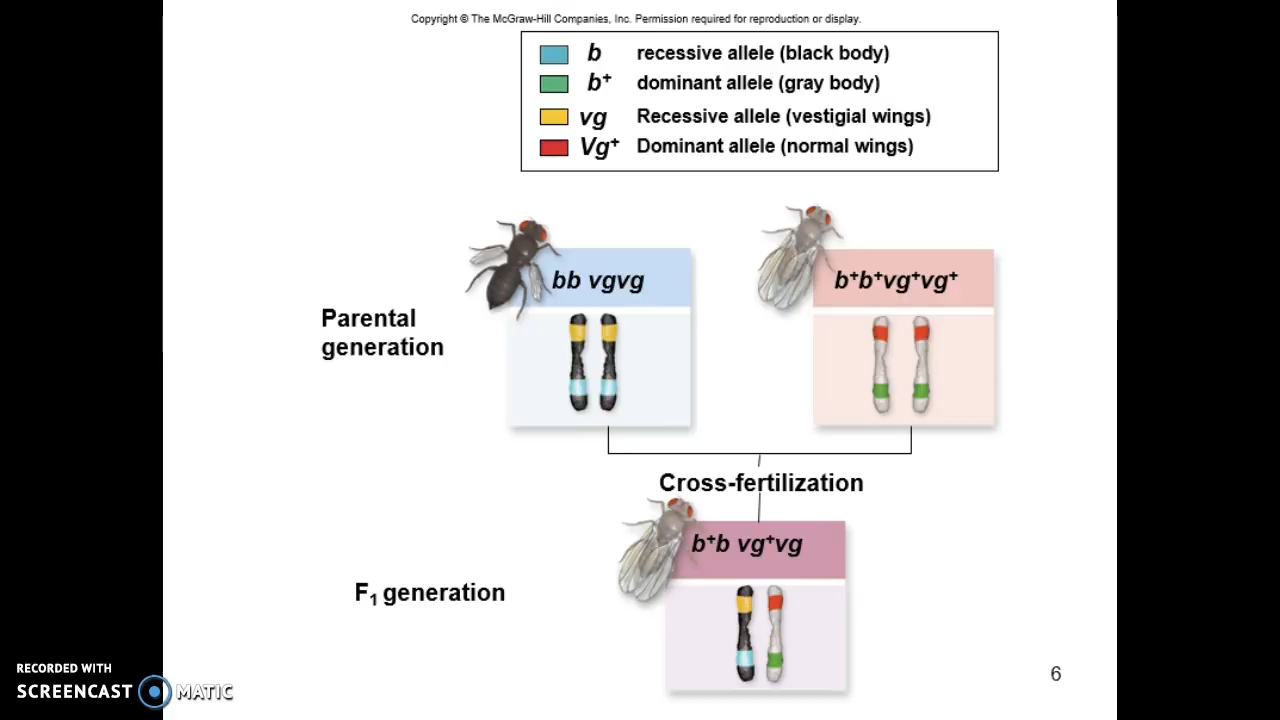 Copyright © The McGraw-Hill Companies, Inc. Permission required for reproduction or display.
b recessive allele (black body)
b⁺ dominant allele (gray body)
vg Recessive allele (vestigial wings)
Vg⁺ Dominant allele (normal wings)
bb vgvg
b⁺b⁺vg⁺vg⁺
Parental
generation
Cross-fertilization
b⁺b vg⁺vg
F₁ generation
6
RECORDED WITH
SCREENCAST MATIC